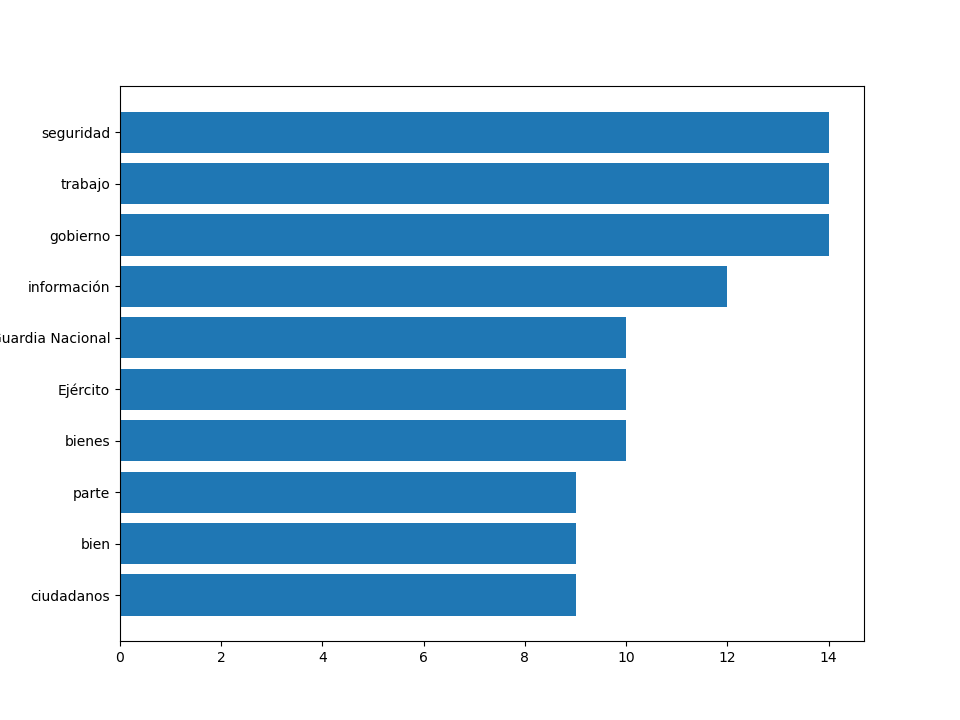 seguridad
trabajo
gobierno
información
uardia Nacional
Ejército
bienes
parte
bien
ciudadanos
0 2 4 6 8 10 12 14